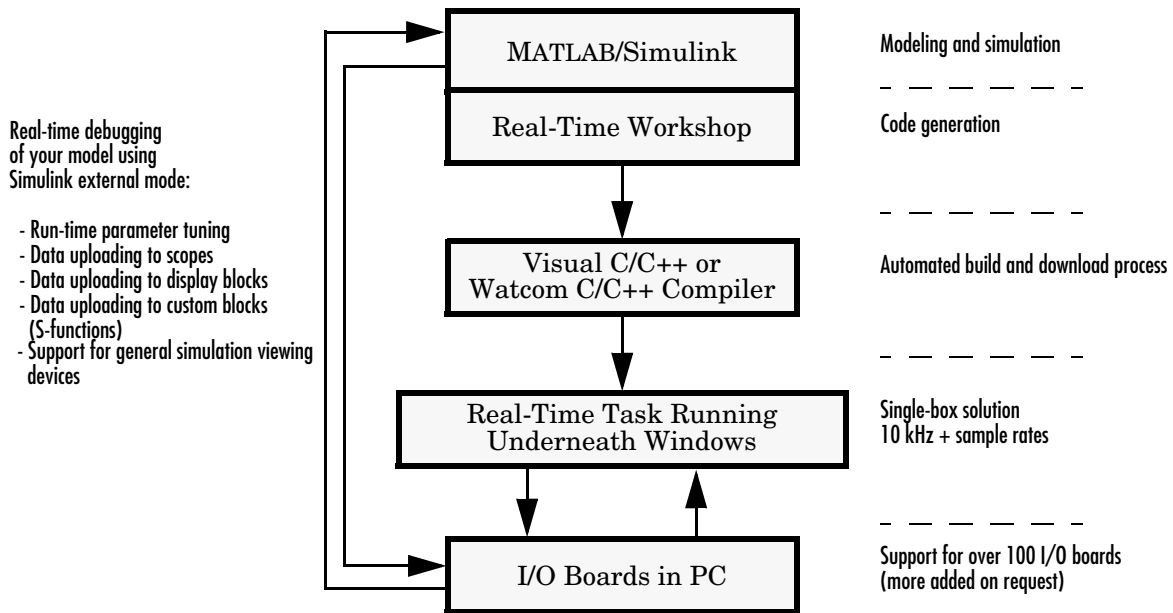 MATLAB/Simulink
Modeling and simulation
Real-Time Workshop
Code generation
Real-time debugging
of your model using
Simulink external mode:
- Run-time parameter tuning
- Data uploading to scopes
- Data uploading to display blocks
- Data uploading to custom blocks
(S-functions)
- Support for general simulation viewing
devices
Visual C/C++ or
Watcom C/C++ Compiler
Automated build and download process
Real-Time Task Running
Underneath Windows
Single-box solution
10 kHz + sample rates
I/O Boards in PC
Support for over 100 I/O boards
(more added on request)